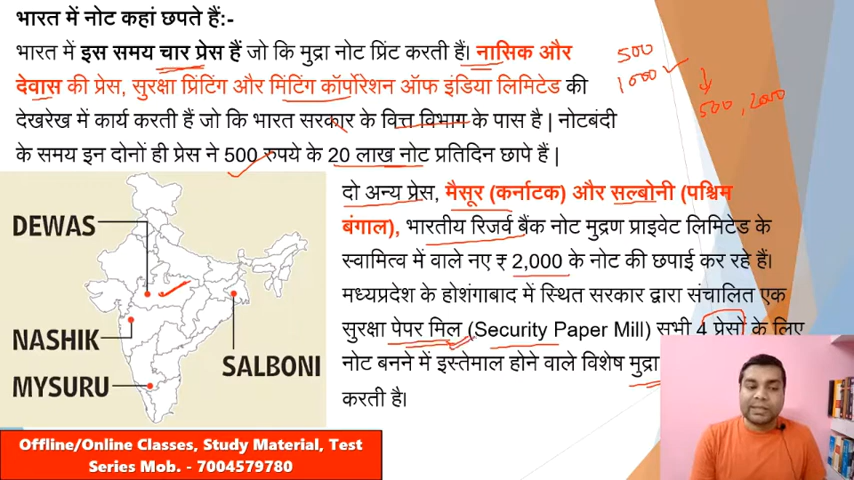 भारत में नोट कहां छपते हैं:-
भारत में इस समय चार प्रेस हैं जो कि मुद्रा नोट प्रिंट करती हैं। नासिक और
देवास की प्रेस, सुरक्षा प्रिंटिंग और मिंटिंग कॉर्पोरेशन ऑफ इंडिया लिमिटेड की
देखरेख में कार्य करती हैं जो कि भारत सरकार के वित्त विभाग के पास है | नोटबंदी
के समय इन दोनों ही प्रेस ने 500 रुपये के 20 लाख नोट प्रतिदिन छापे हैं |
500
1000
500, 2000
दो अन्य प्रेस, मैसूर (कर्नाटक) और सल्बोनी (पश्चिम
बंगाल), भारतीय रिजर्व बैंक नोट मुद्रण प्राइवेट लिमिटेड के
स्वामित्व में वाले नए ₹ 2,000 के नोट की छपाई कर रहे हैं।
मध्यप्रदेश के होशंगाबाद में स्थित सरकार द्वारा संचालित एक
सुरक्षा पेपर मिल (Security Paper Mill) सभी 4 प्रेसों के लिए
नोट बनने में इस्तेमाल होने वाले विशेष मुद्रा
करती है।
DEWAS
NASHIK
MYSURU
SALBONI
Offline/Online Classes, Study Material, Test
Series Mob. - 7004579780